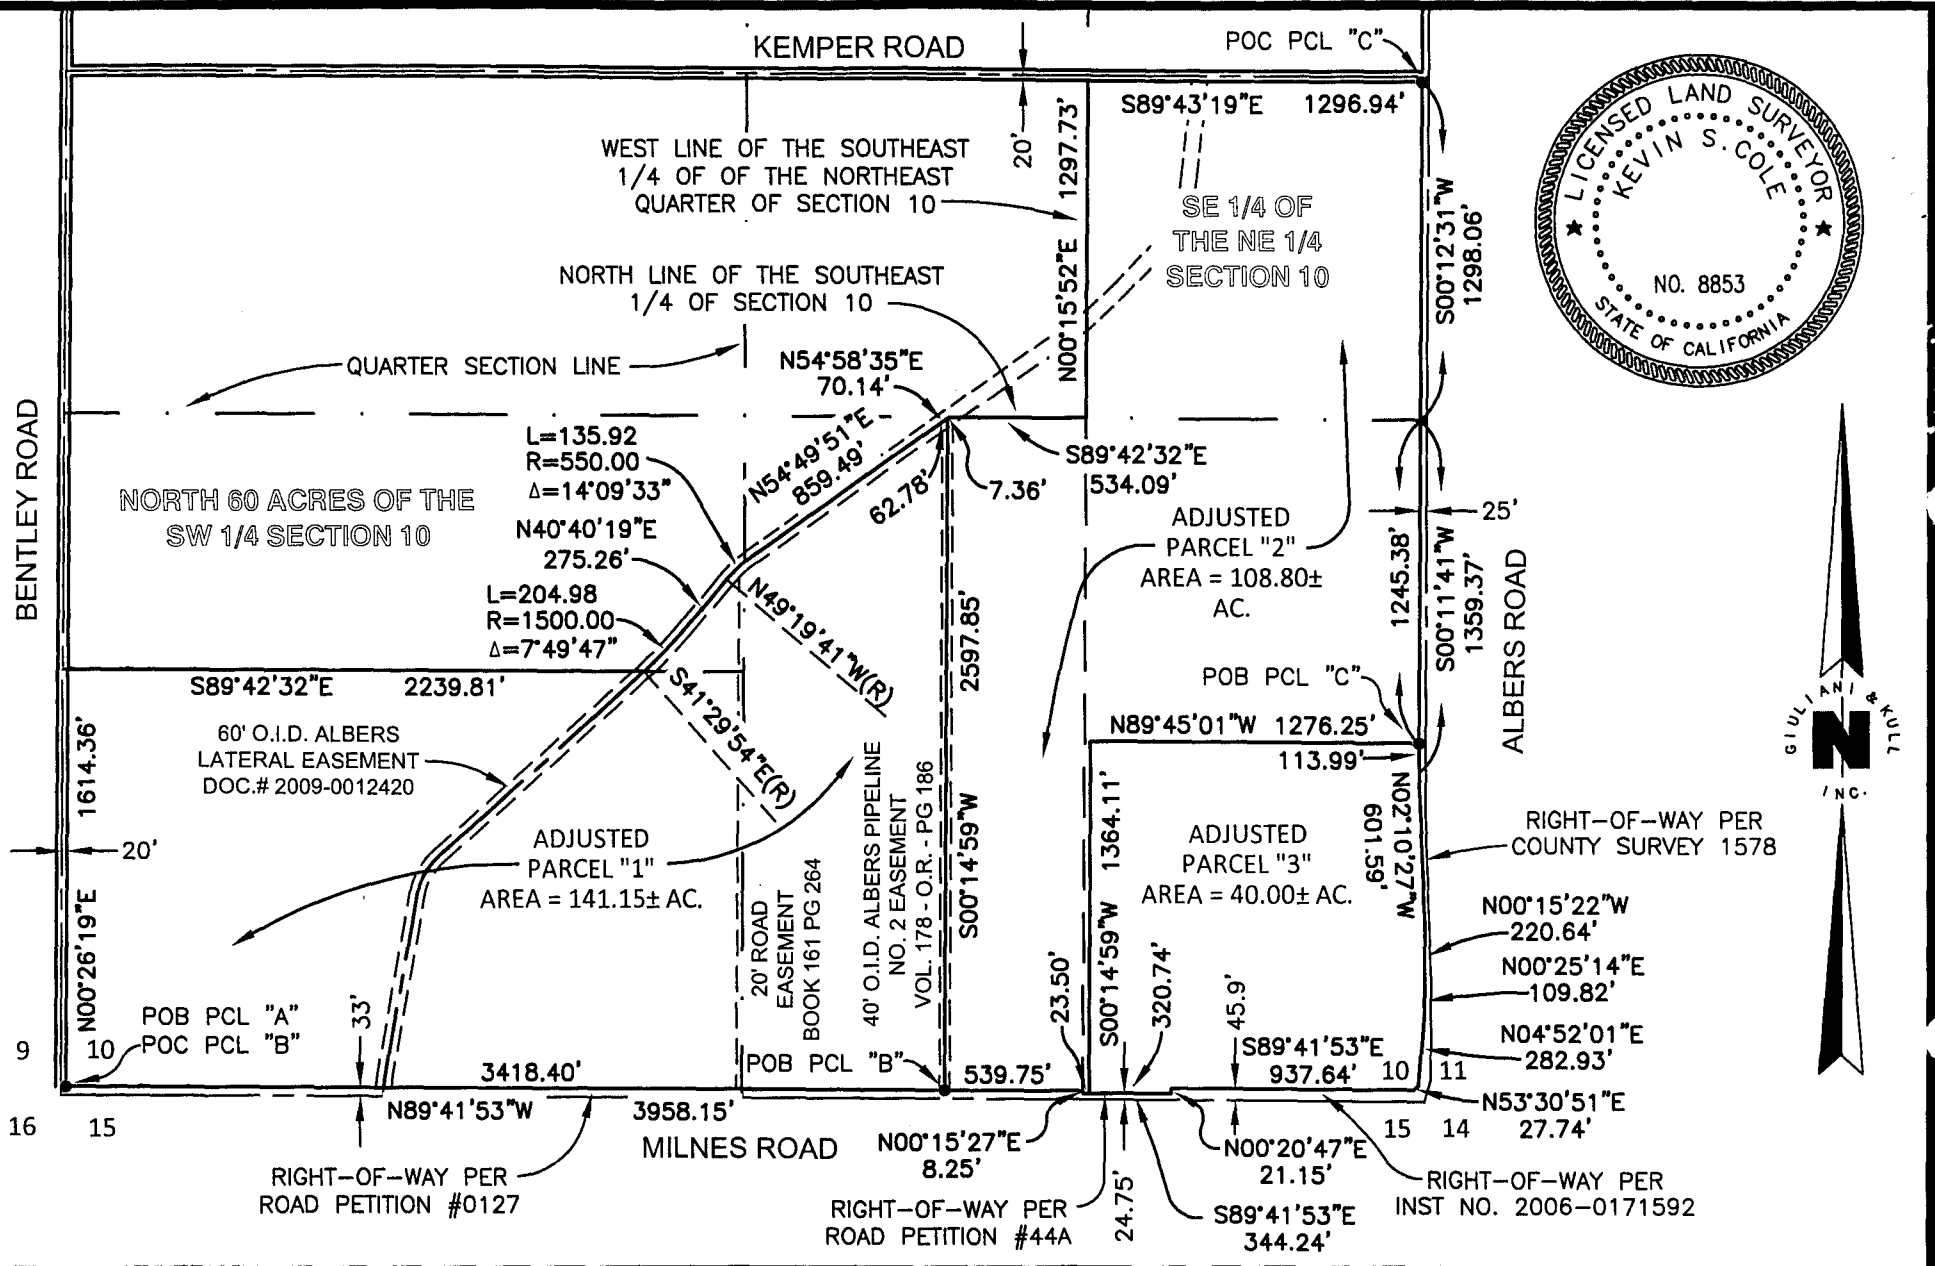 KEMPER ROAD
POC PCL "C"
S89°43'19"E 1296.94'
20'
1297.73'
N00°15'52"E
WEST LINE OF THE SOUTHEAST
1/4 OF OF THE NORTHEAST
QUARTER OF SECTION 10
SE 1/4 OF
THE NE 1/4
SECTION 10
S00°12'31"W
1298.06'
LICENSED LAND SURVEYOR
KEVIN S. COLE
NO. 8853
STATE OF CALIFORNIA
NORTH LINE OF THE SOUTHEAST
1/4 OF SECTION 10
QUARTER SECTION LINE
N54°58'35"E
70.14'
BENTLEY ROAD
L=135.92
R=550.00
Δ=14°09'33"
N54°49'51"E
859.49'
62.78'
7.36'
S89°42'32"E
534.09'
NORTH 60 ACRES OF THE
SW 1/4 SECTION 10
N40°40'19"E
275.26'
L=204.98
R=1500.00
Δ=7°49'47"
N49°19'41"W(R)
S41°29'54"E(R)
ADJUSTED
PARCEL "2"
AREA = 108.80±
AC.
25'
1245.38'
S00°11'41"W
1359.37'
ALBERS ROAD
POB PCL "C"
S89°42'32"E 2239.81'
2597.85'
S00°14'59"W
N89°45'01"W 1276.25'
113.99'
GIULIANI & KULL
N
INC.
60' O.I.D. ALBERS
LATERAL EASEMENT
DOC.# 2009-0012420
1614.36'
N00°26'19"E
20'
ADJUSTED
PARCEL "1"
AREA = 141.15± AC.
20' ROAD
EASEMENT
BOOK 161 PG 264
40' O.I.D. ALBERS PIPELINE
NO. 2 EASEMENT
VOL. 178 - O.R. - PG 186
1364.11'
S00°14'59"W
ADJUSTED
PARCEL "3"
AREA = 40.00± AC.
N02°10'27"W
601.59'
RIGHT-OF-WAY PER
COUNTY SURVEY 1578
N00°15'22"W
220.64'
N00°25'14"E
109.82'
N04°52'01"E
282.93'
N53°30'51"E
27.74'
9 10
16 15
POB PCL "A"
POC PCL "B"
33'
3418.40'
N89°41'53"W 3958.15'
POB PCL "B"
539.75'
23.50'
320.74'
45.9'
S89°41'53"E
937.64'
10 11
15 14
MILNES ROAD
N00°15'27"E
8.25'
24.75'
N00°20'47"E
21.15'
S89°41'53"E
344.24'
RIGHT-OF-WAY PER
ROAD PETITION #0127
RIGHT-OF-WAY PER
ROAD PETITION #44A
RIGHT-OF-WAY PER
INST NO. 2006-0171592